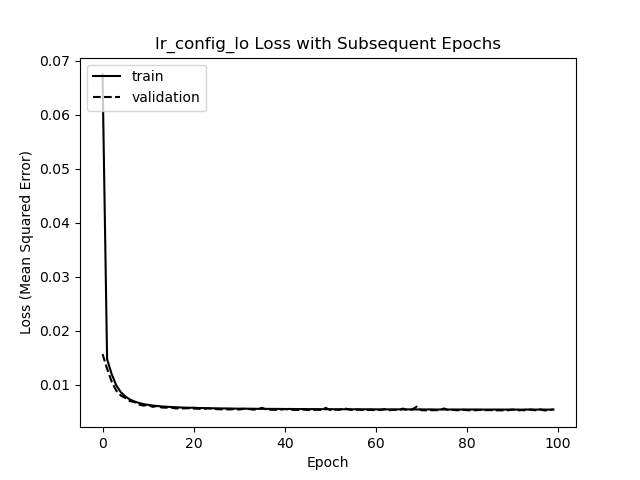 lr_config_lo Loss with Subsequent Epochs
0.07
0.06
0.05
0.04
0.03
0.02
0.01
Loss (Mean Squared Error)
train
validation
0 20 40 60 80 100
Epoch